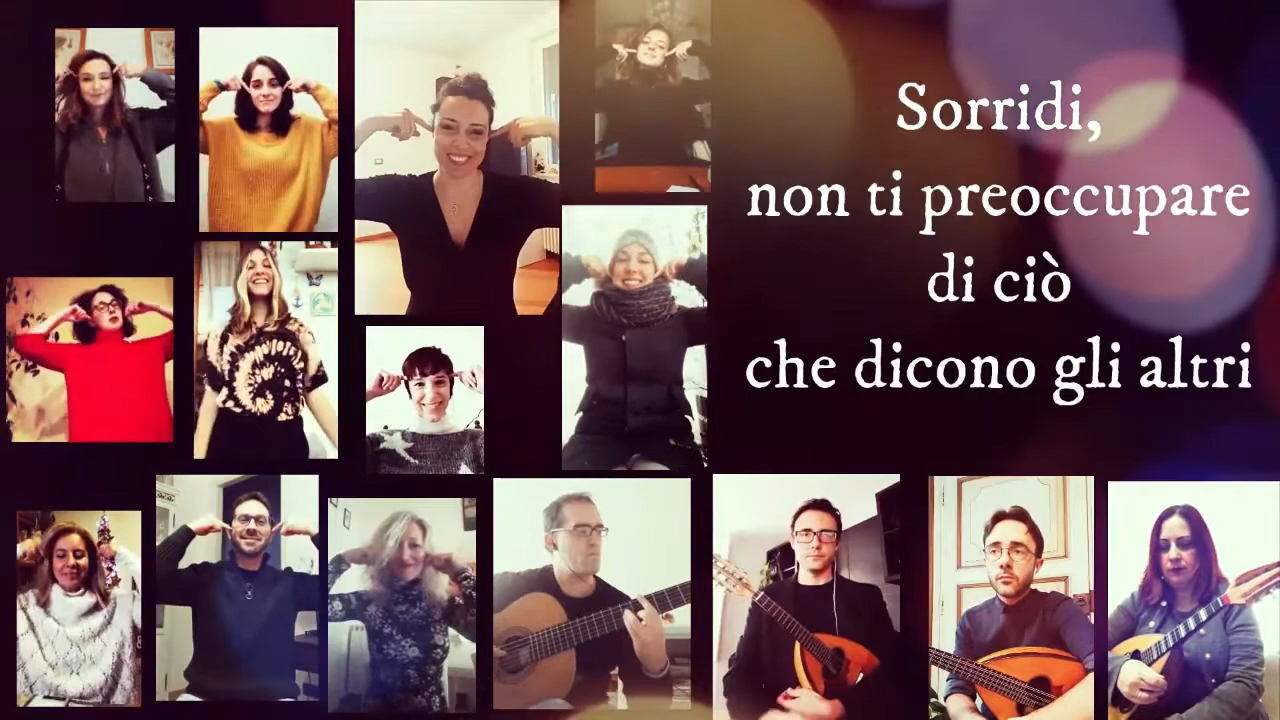 Sorridi,
non ti preoccupare
di ciò
che dicono gli altri